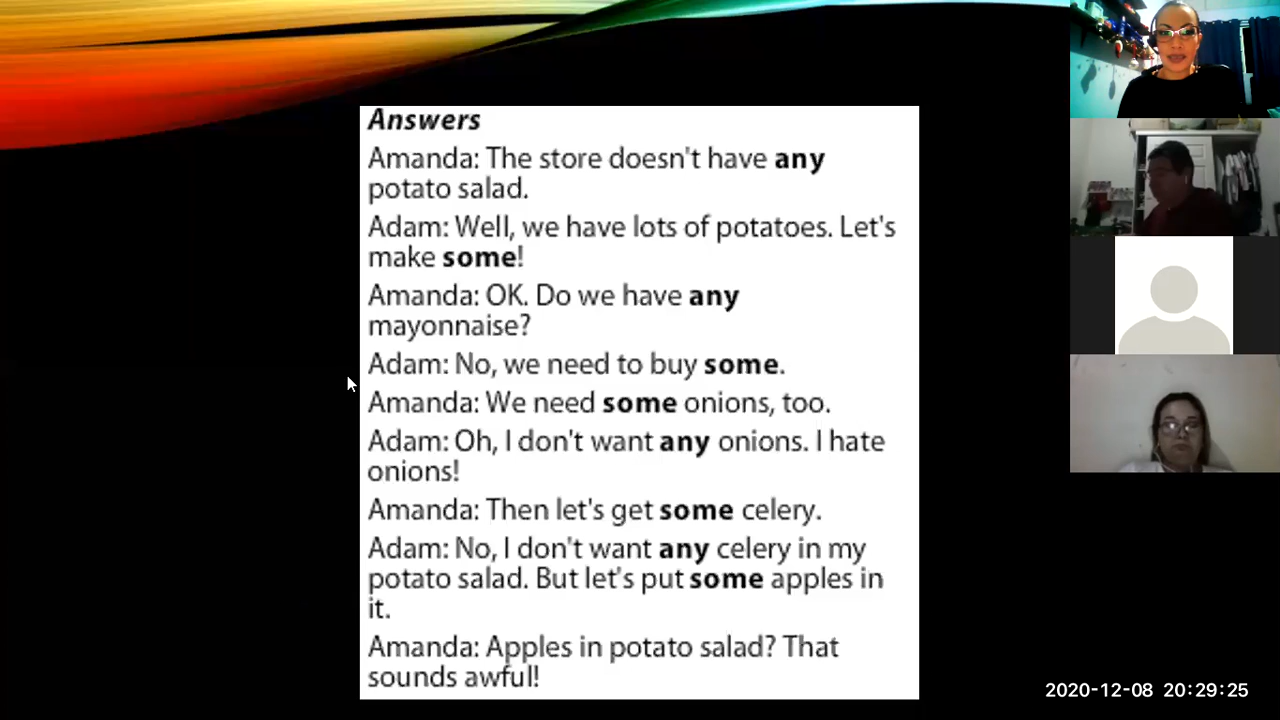 Answers
Amanda: The store doesn't have any
potato salad.
Adam: Well, we have lots of potatoes. Let's
make some!
Amanda: OK. Do we have any
mayonnaise?
Adam: No, we need to buy some.
Amanda: We need some onions, too.
Adam: Oh, I don't want any onions. I hate
onions!
Amanda: Then let's get some celery.
Adam: No, I don't want any celery in my
potato salad. But let's put some apples in
it.
Amanda: Apples in potato salad? That
sounds awful!
2020-12-08 20:29:25